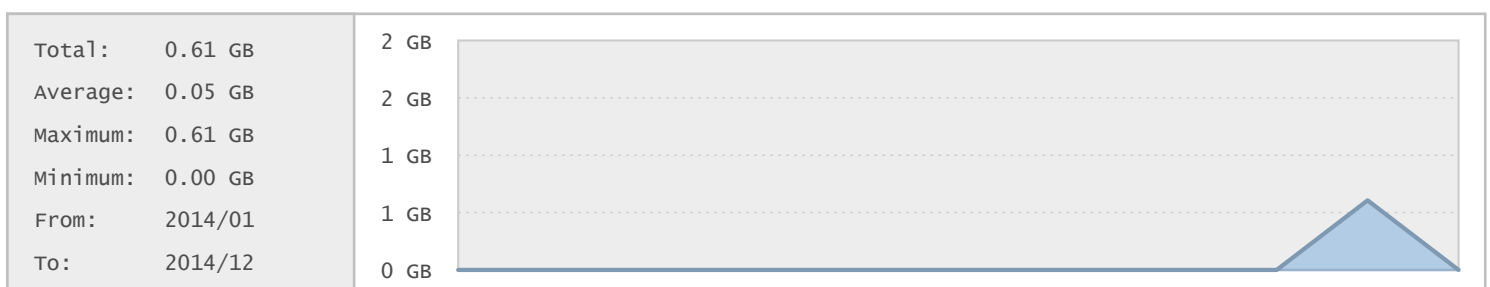 Total: 0.61 GB
Average: 0.05 GB
Maximum: 0.61 GB
Minimum: 0.00 GB
From: 2014/01
To: 2014/12
2 GB
2 GB
1 GB
1 GB
0 GB